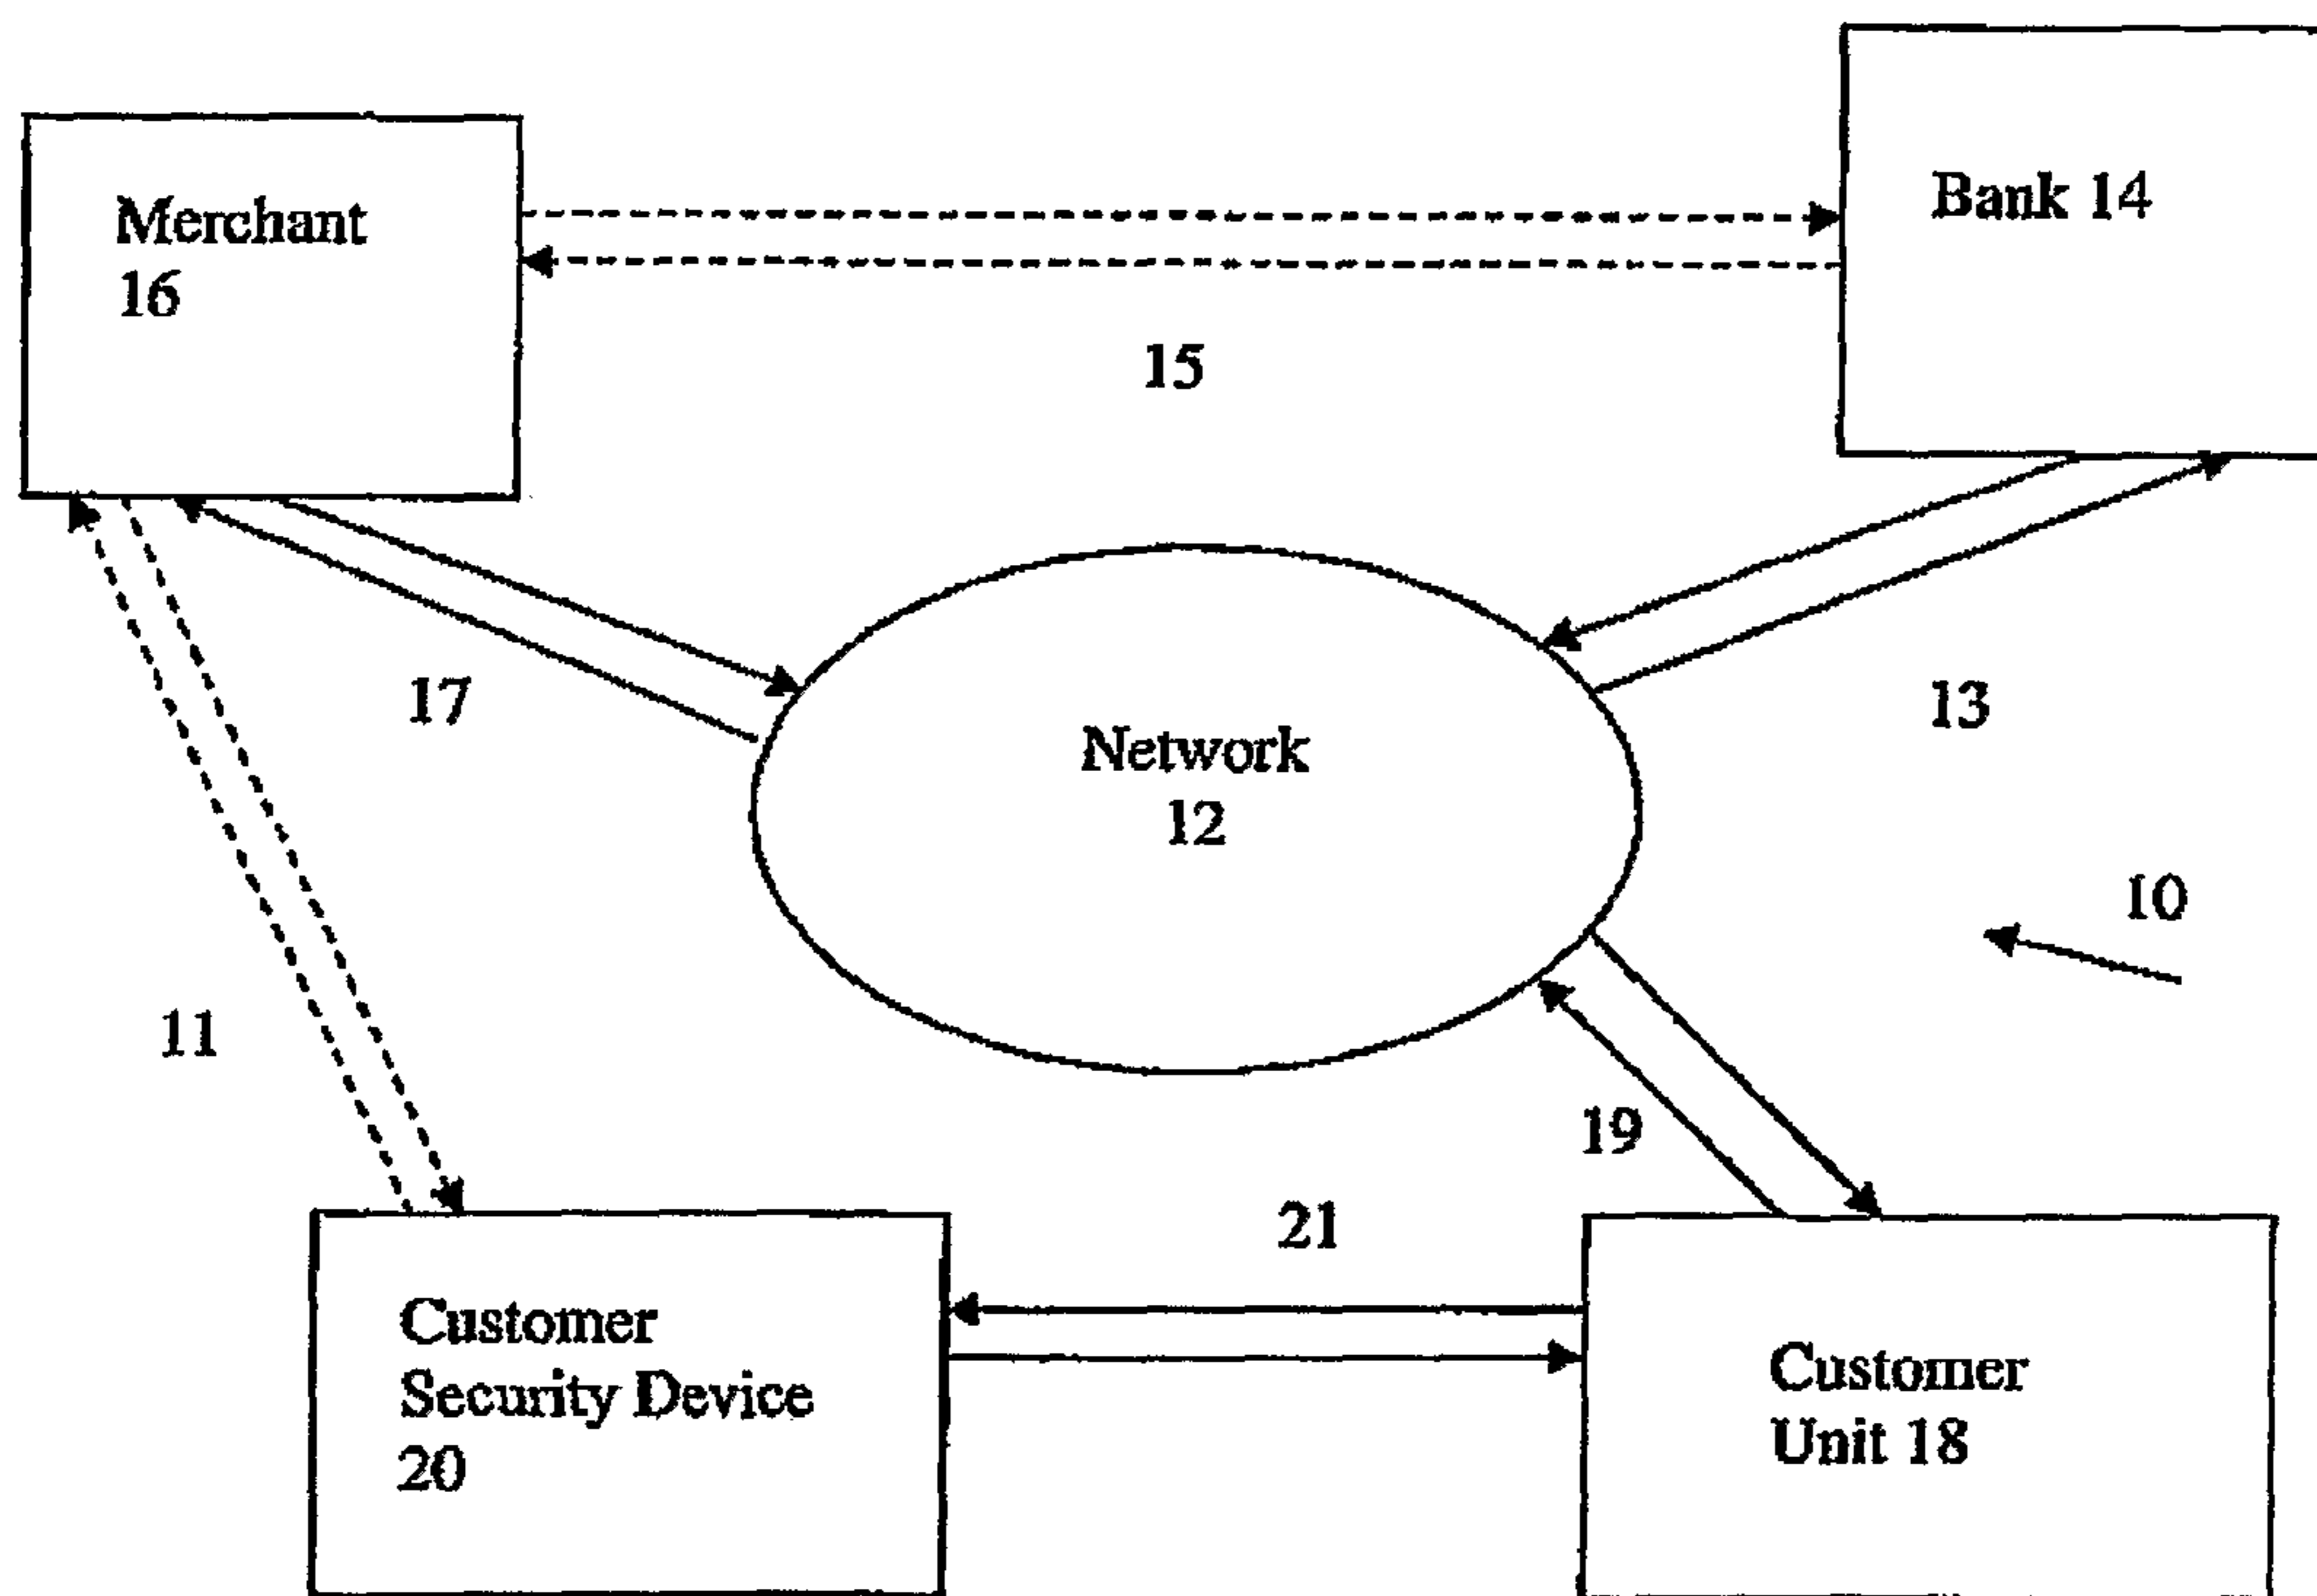 Merchant
16
Bank 14
15
17
13
Network
12
10
11
19
21
Customer
Security Device
20
Customer
Unit 18